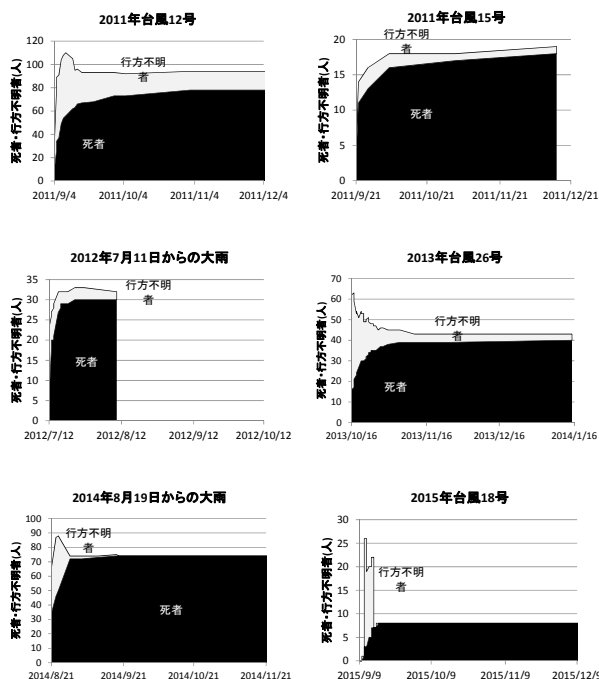 2011年台風12号
死者・行方不明者(人)
120
100
80
60
40
20
0
行方不明
者
死者
2011/9/4
2011/10/4
2011/11/4
2011/12/4
2011年台風15号
死者・行方不明者(人)
20
15
10
5
0
行方不明
者
死者
2011/9/21
2011/10/21
2011/11/21
2011/12/21
2012年7月11日からの大雨
死者・行方不明者(人)
35
30
25
20
15
10
5
0
行方不明
者
死者
2012/7/12
2012/8/12
2012/9/12
2012/10/12
2013年台風26号
死者・行方不明者(人)
70
60
50
40
30
20
10
0
行方不明
者
死者
2013/10/16
2013/11/16
2013/12/16
2014/1/16
2014年8月19日からの大雨
死者・行方不明者(人)
100
90
80
70
60
50
40
30
20
10
0
行方不明
者
死者
2014/8/21
2014/9/21
2014/10/21
2014/11/21
2015年台風18号
死者・行方不明者(人)
30
25
20
15
10
5
0
行方不明
者
2015/9/9
2015/10/9
2015/11/9
2015/12/9